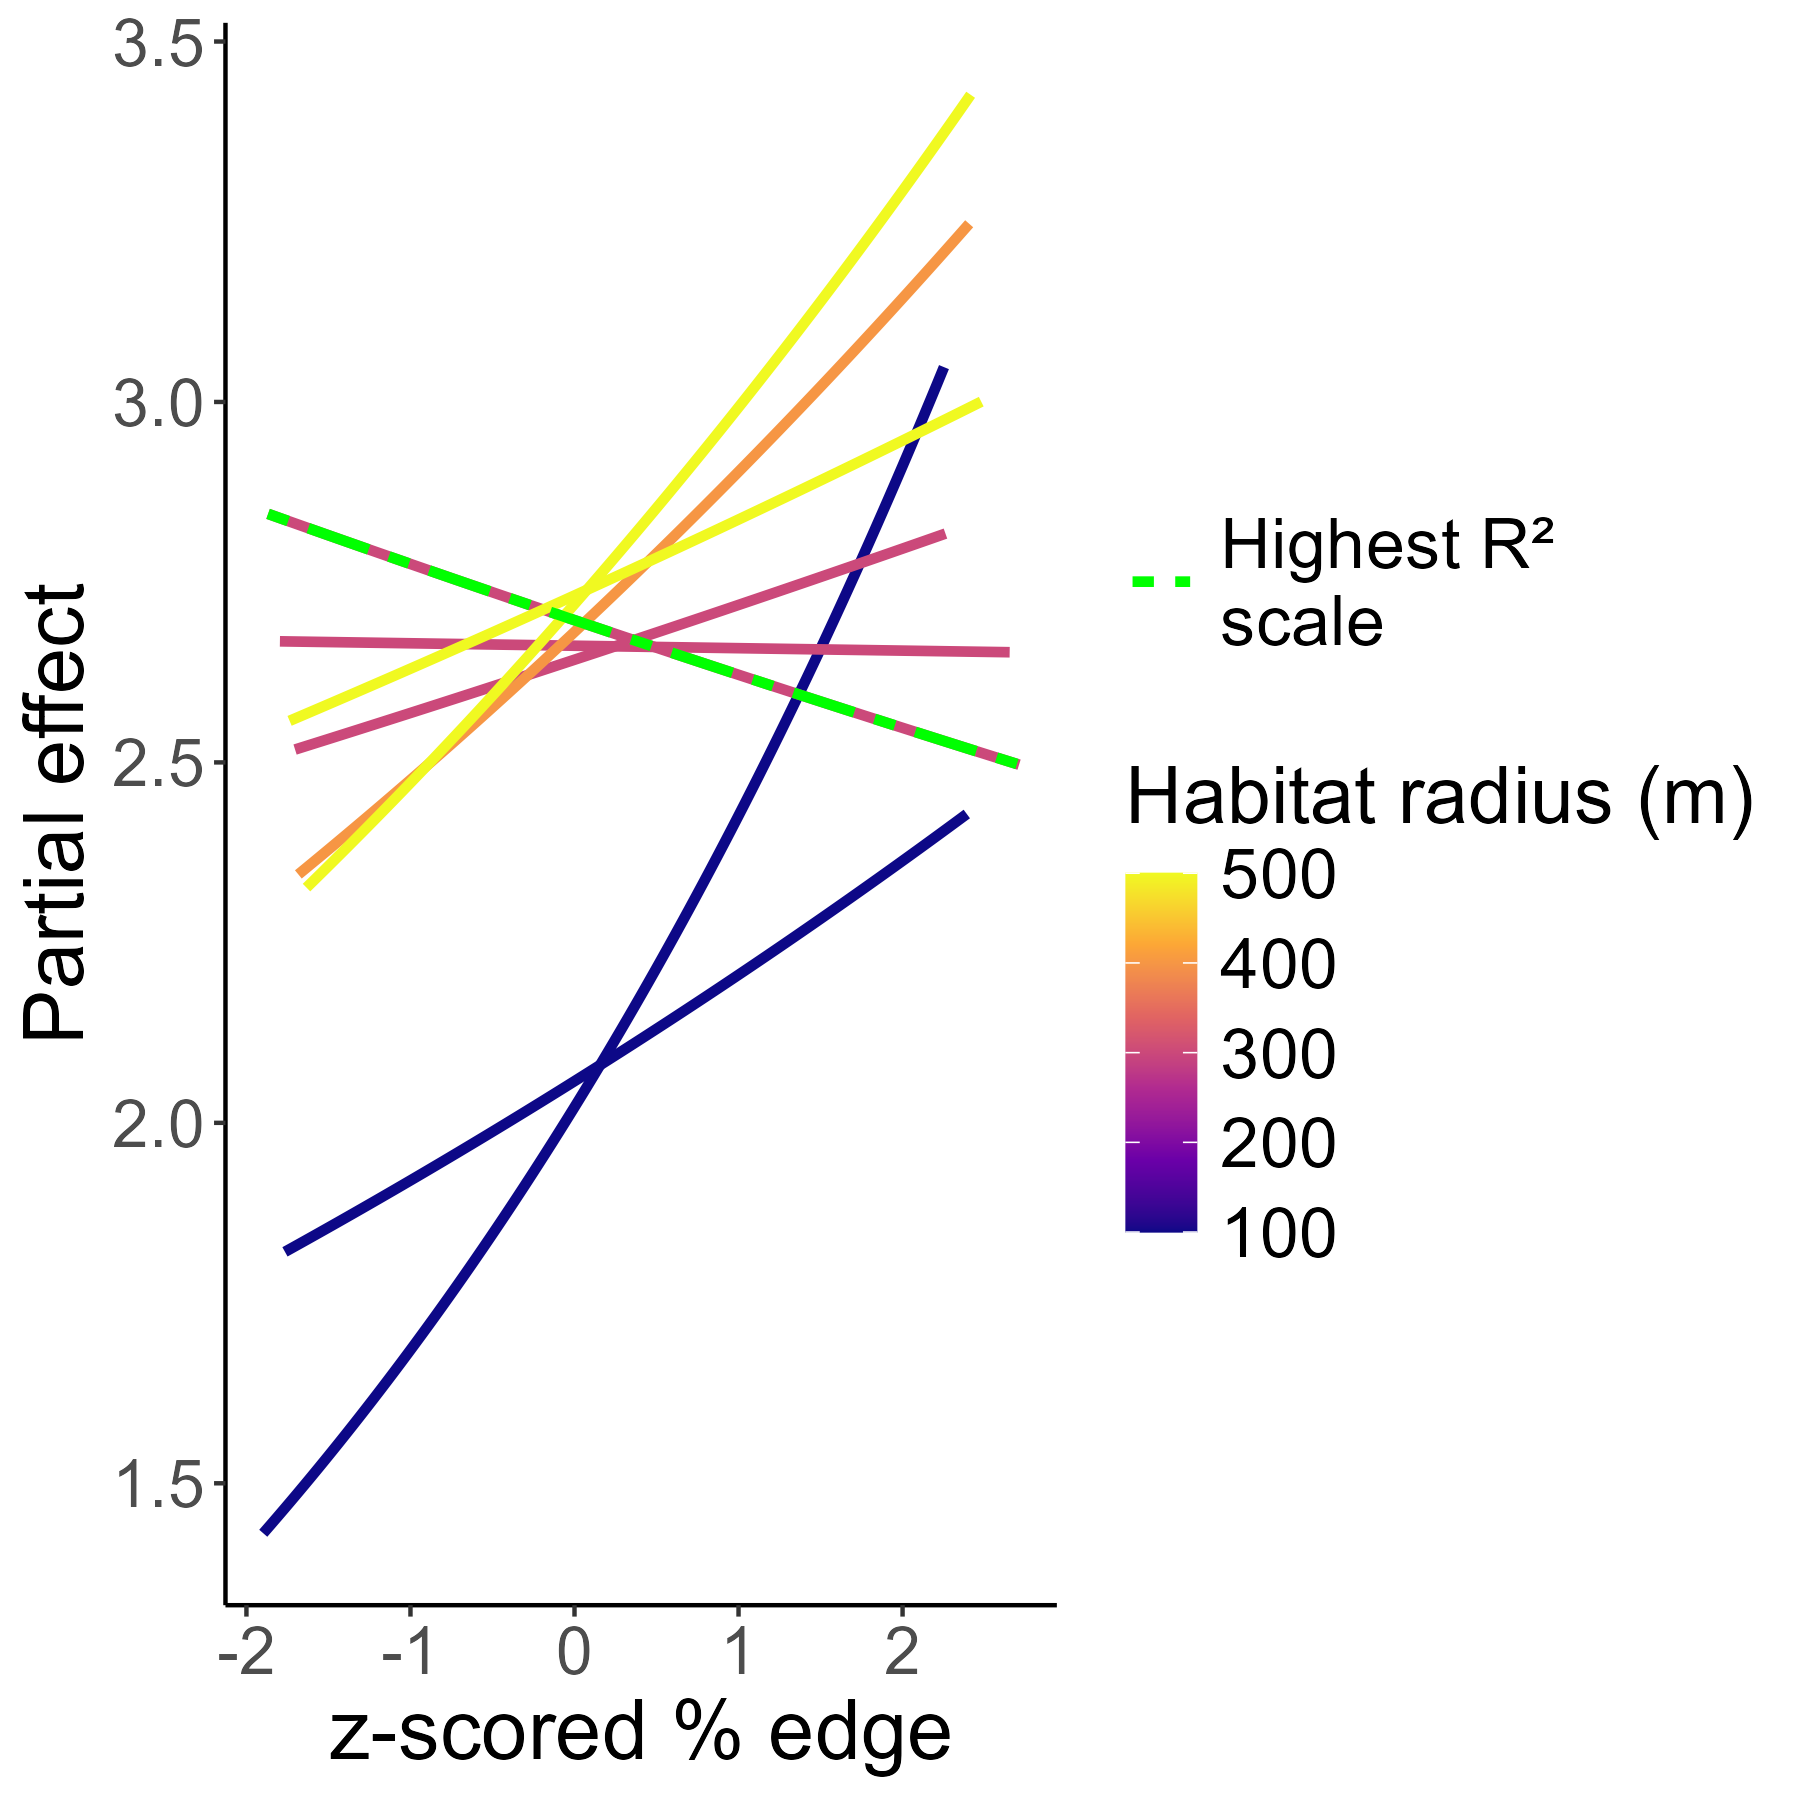 3.5
3.0
2.5
2.0
1.5
Partial effect
-2 -1 0 1 2
z-scored % edge
Highest R²
scale
Habitat radius (m)
500
400
300
200
100